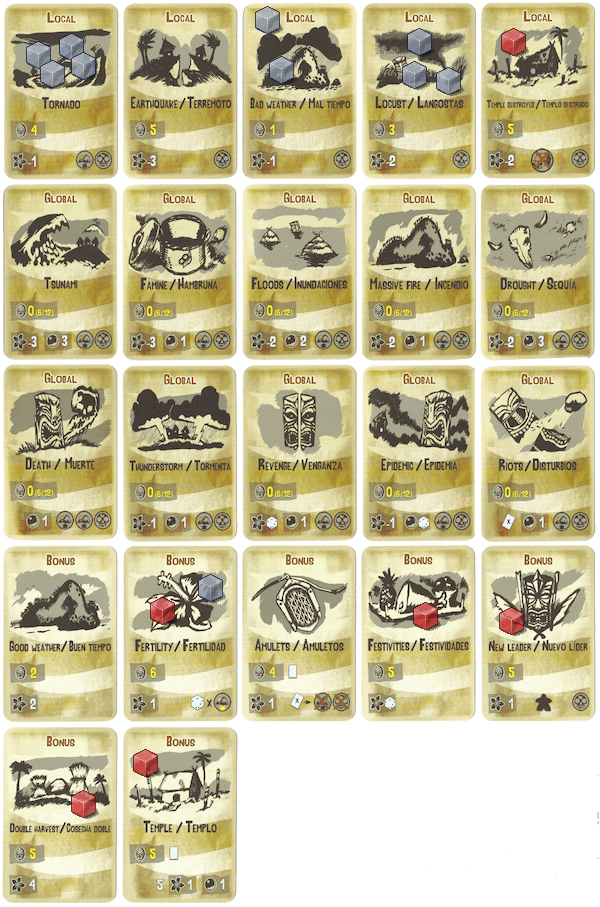 Local
Tornado
4
-1
Local
Earthquake / Terremoto
5
-3
Local
Bad weather / Mal tiempo
1
-1
Local
Locust / Langostas
3
-2
Local
Temple destroyed / Templo destruido
5
-2
Global
Tsunami
0(6/12)
-3 3
Global
Famine / Hambruna
0(6/12)
-3 1
Global
Floods / Inundaciones
0(6/12)
-2 2
Global
Massive fire / Incendio
0(6/12)
-2 1
Global
Drought / Sequía
0(6/12)
-2 3
Global
Death / Muerte
0(6/12)
1
Global
Thunderstorm / Tormenta
0(6/12)
-1 1
Global
Revenge / Venganza
0(6/12)
1
Global
Epidemic / Epidemia
0(6/12)
-1
Global
Riots / Disturbios
0(6/12)
x 1
Bonus
Good weather / Buen tiempo
2
2
Bonus
Fertility / Fertilidad
6
1 x
Bonus
Amulets / Amuletos
4
1 x
Bonus
Festivities / Festividades
5
1
Bonus
New leader / Nuevo líder
5
1
Bonus
Double harvest / Cosecha doble
5
4
Bonus
Temple / Templo
5
5 1 1